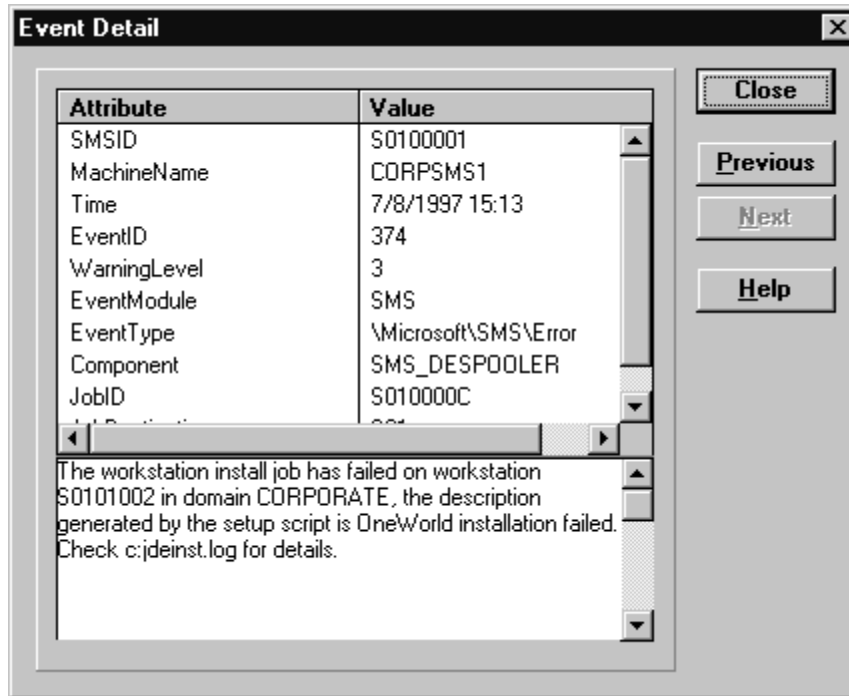 Event Detail
Close
Attribute Value
SMSID S0100001
MachineName CORPSMS1
Previous
Time 7/8/1997 15:13
EventID 374
Next
WarningLevel 3
EventModule SMS
Help
EventType \Microsoft\SMS\Error
Component SMS_DESPOOLER
JobID S010000C
The workstation install job has failed on workstation
S0101002 in domain CORPORATE, the description
generated by the setup script is OneWorld installation failed.
Check c:jdeinst.log for details.